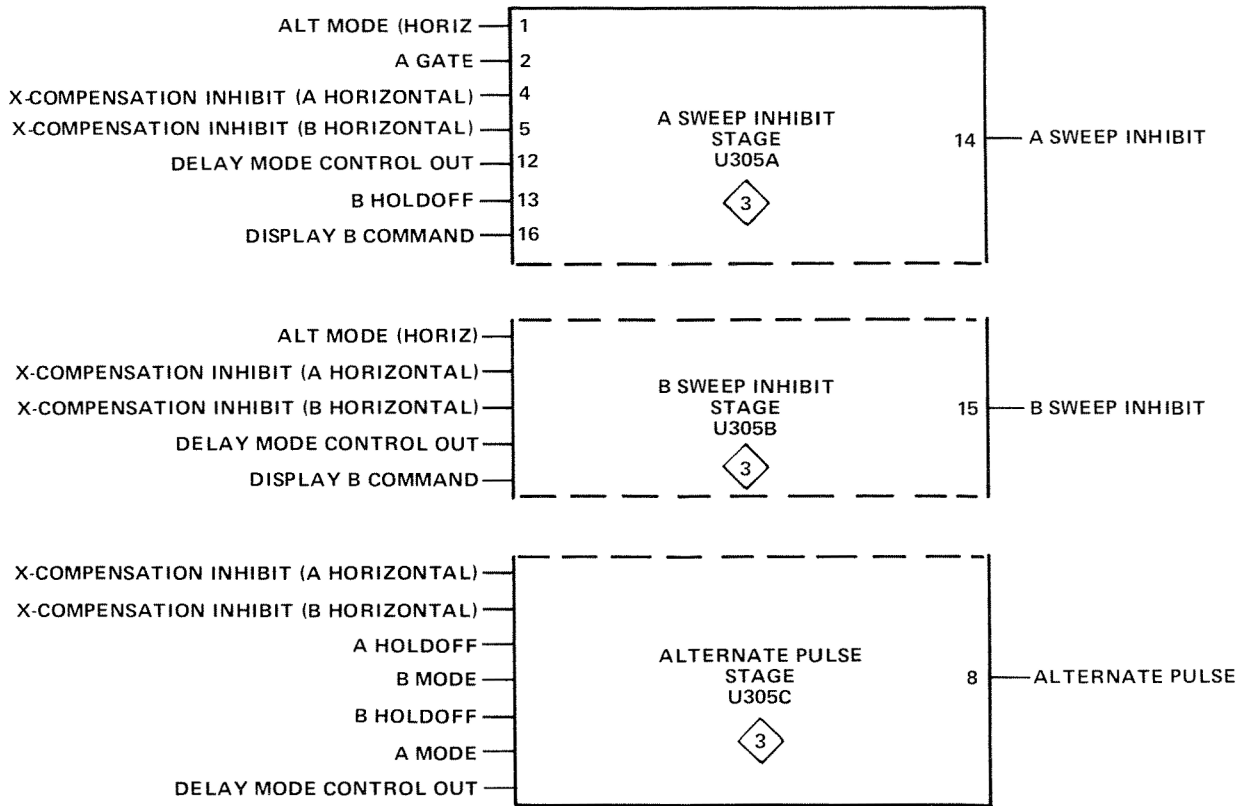 ALT MODE (HORIZ 1
A GATE 2
X-COMPENSATION INHIBIT (A HORIZONTAL) 4
X-COMPENSATION INHIBIT (B HORIZONTAL) 5
DELAY MODE CONTROL OUT 12
B HOLDOFF 13
DISPLAY B COMMAND 16
A SWEEP INHIBIT
STAGE
U305A
3
14 A SWEEP INHIBIT
ALT MODE (HORIZ)
X-COMPENSATION INHIBIT (A HORIZONTAL)
X-COMPENSATION INHIBIT (B HORIZONTAL)
DELAY MODE CONTROL OUT
DISPLAY B COMMAND
B SWEEP INHIBIT
STAGE
U305B
3
15 B SWEEP INHIBIT
X-COMPENSATION INHIBIT (A HORIZONTAL)
X-COMPENSATION INHIBIT (B HORIZONTAL)
A HOLDOFF
B MODE
B HOLDOFF
A MODE
DELAY MODE CONTROL OUT
ALTERNATE PULSE
STAGE
U305C
3
8 ALTERNATE PULSE